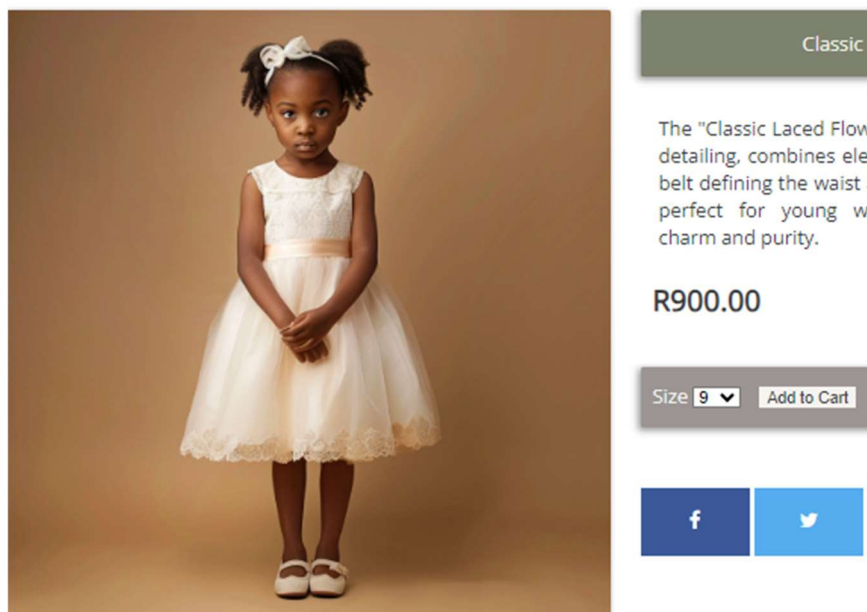 Classic
The "Classic Laced Flow
detailing, combines ele
belt defining the waist
perfect for young w
charm and purity.
R900.00
Size 9 Add to Cart